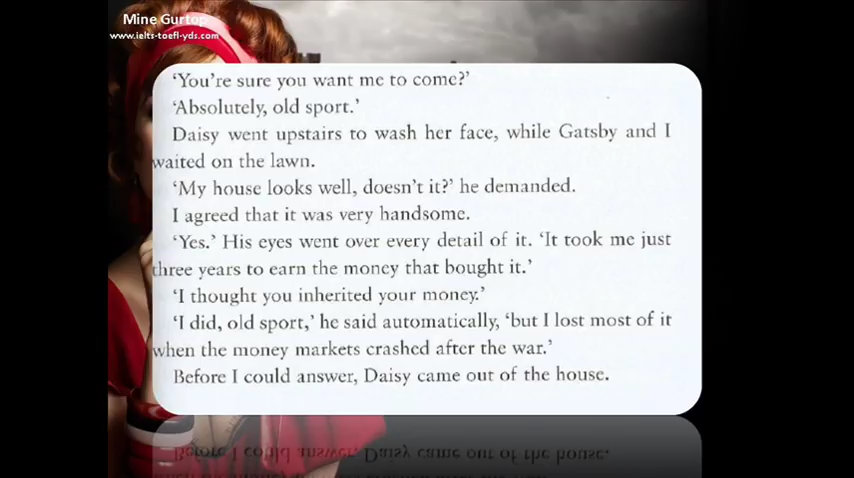 Mine Gurtop
www.ielts-toefl-yds.com
‘You’re sure you want me to come?’
‘Absolutely, old sport.’
Daisy went upstairs to wash her face, while Gatsby and I
waited on the lawn.
‘My house looks well, doesn’t it?’ he demanded.
I agreed that it was very handsome.
‘Yes.’ His eyes went over every detail of it. ‘It took me just
three years to earn the money that bought it.’
‘I thought you inherited your money.’
‘I did, old sport,’ he said automatically, ‘but I lost most of it
when the money markets crashed after the war.’
Before I could answer, Daisy came out of the house.